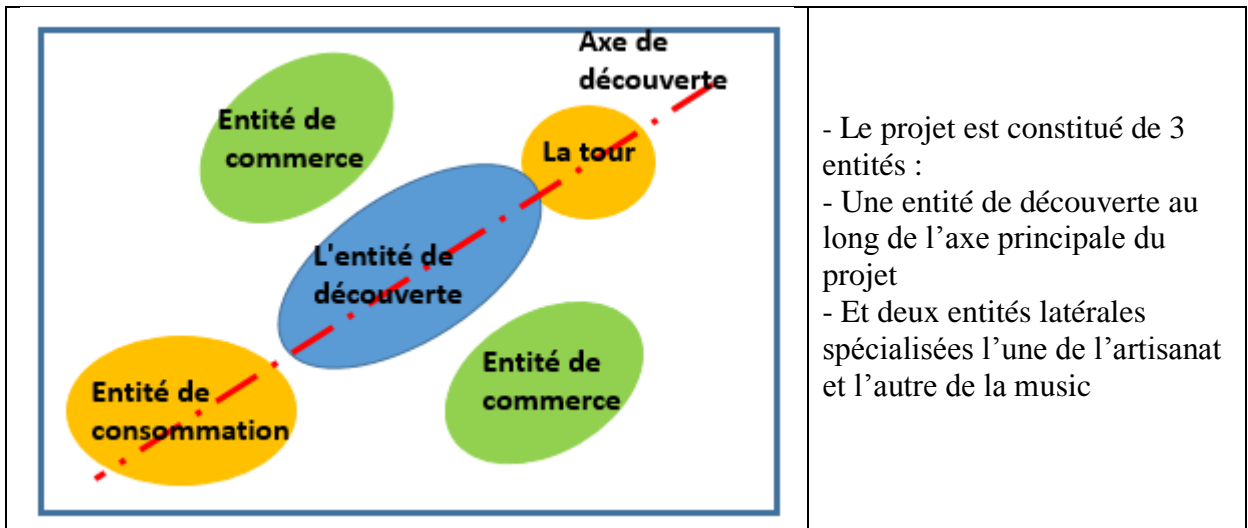 Axe de
découverte
Entité de
commerce
La tour
L'entité de
découverte
Entité de
commerce
Entité de
consommation
- Le projet est constitué de 3
entités :
- Une entité de découverte au
long de l’axe principale du
projet
- Et deux entités latérales
spécialisées l’une de l’artisanat
et l’autre de la music